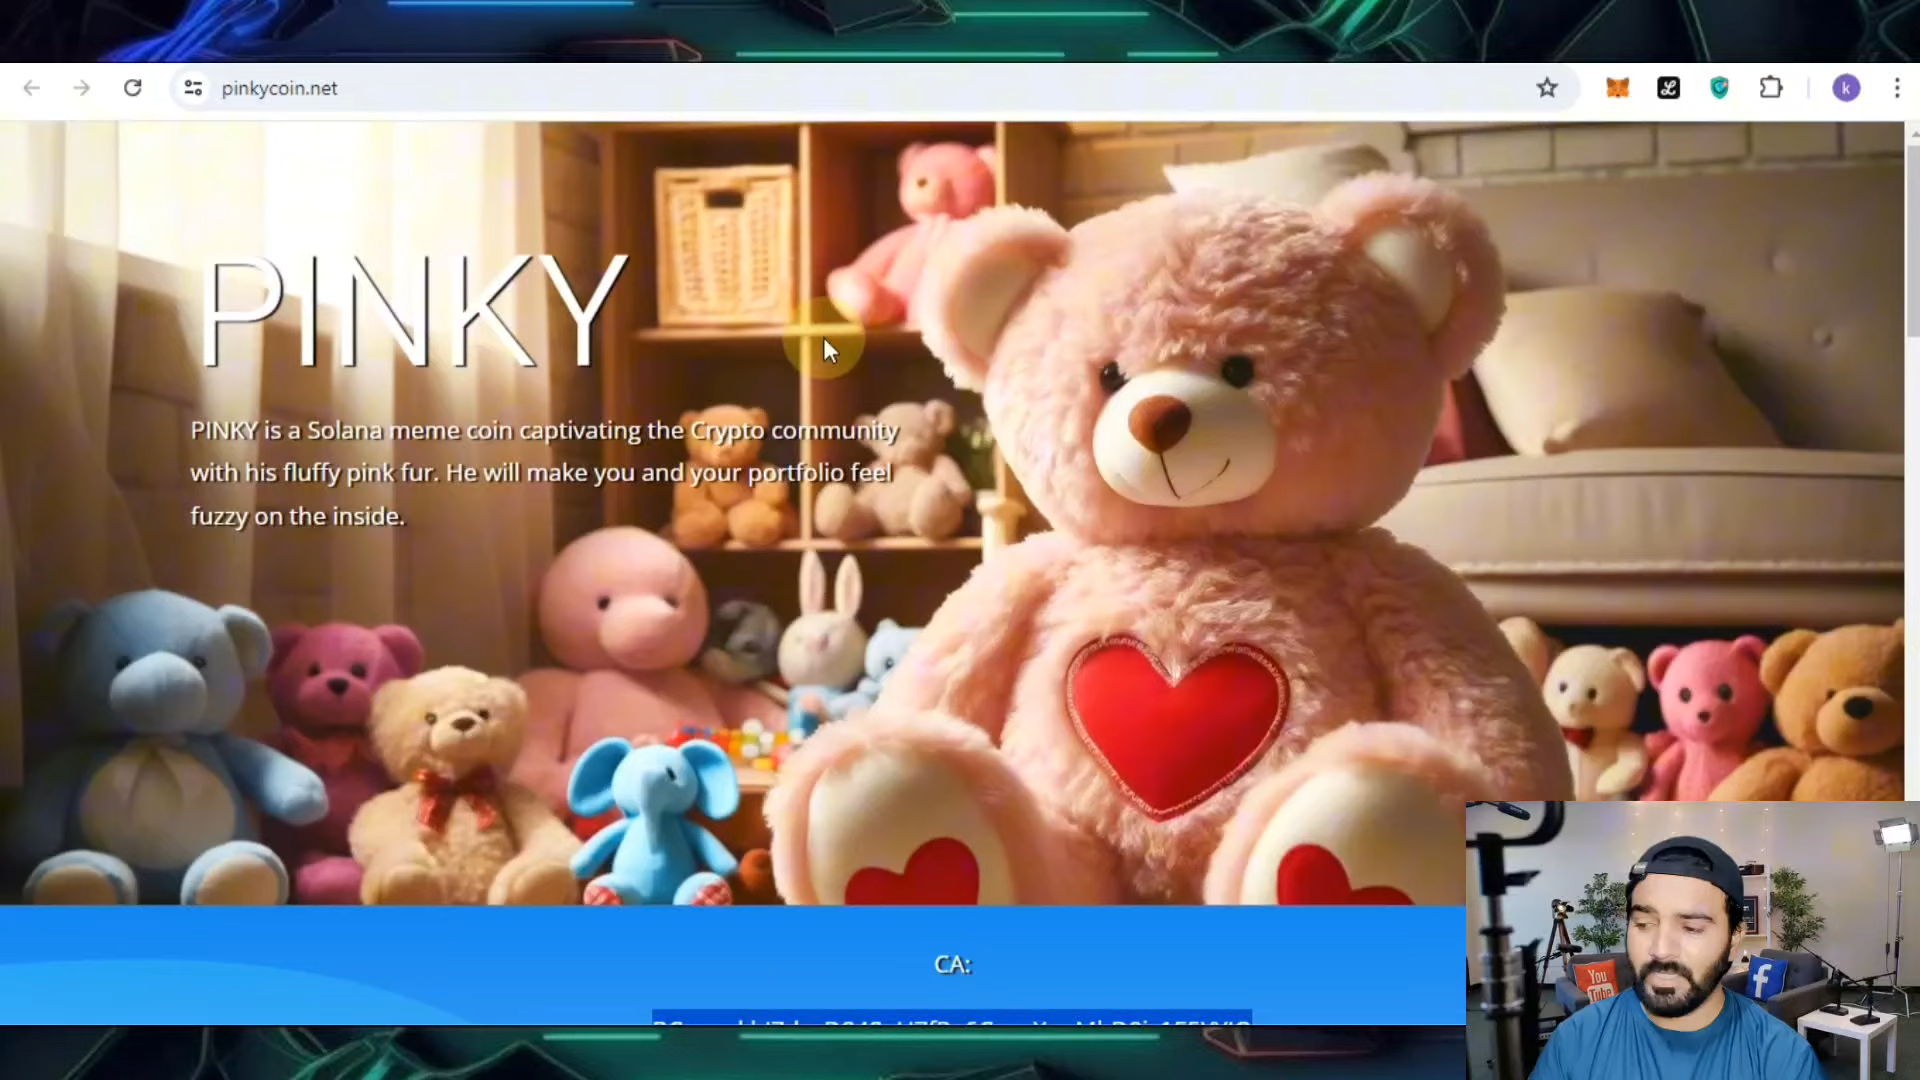 pinkycoin.net
k
PINKY
PINKY is a Solana meme coin captivating the Crypto community
with his fluffy pink fur. He will make you and your portfolio feel
fuzzy on the inside.
CA:
You
Tube
f